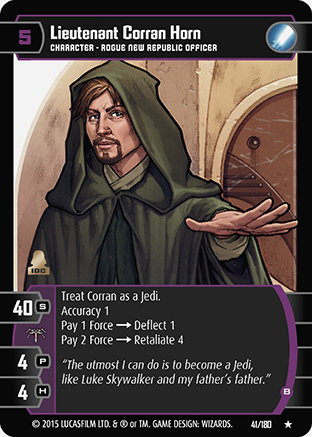 5
Lieutenant Corran Horn
CHARACTER - ROGUE NEW REPUBLIC OFFICER
IDC
40 S
Treat Corran as a Jedi.
Accuracy 1
Pay 1 Force → Deflect 1
Pay 2 Force → Retaliate 4
4 P
4 H
"The utmost I can do is to become a Jedi,
like Luke Skywalker and my father's father."
B
© 2015 LUCASFILM LTD. & ® OR TM. GAME DESIGN: WIZARDS. 41/180 ★